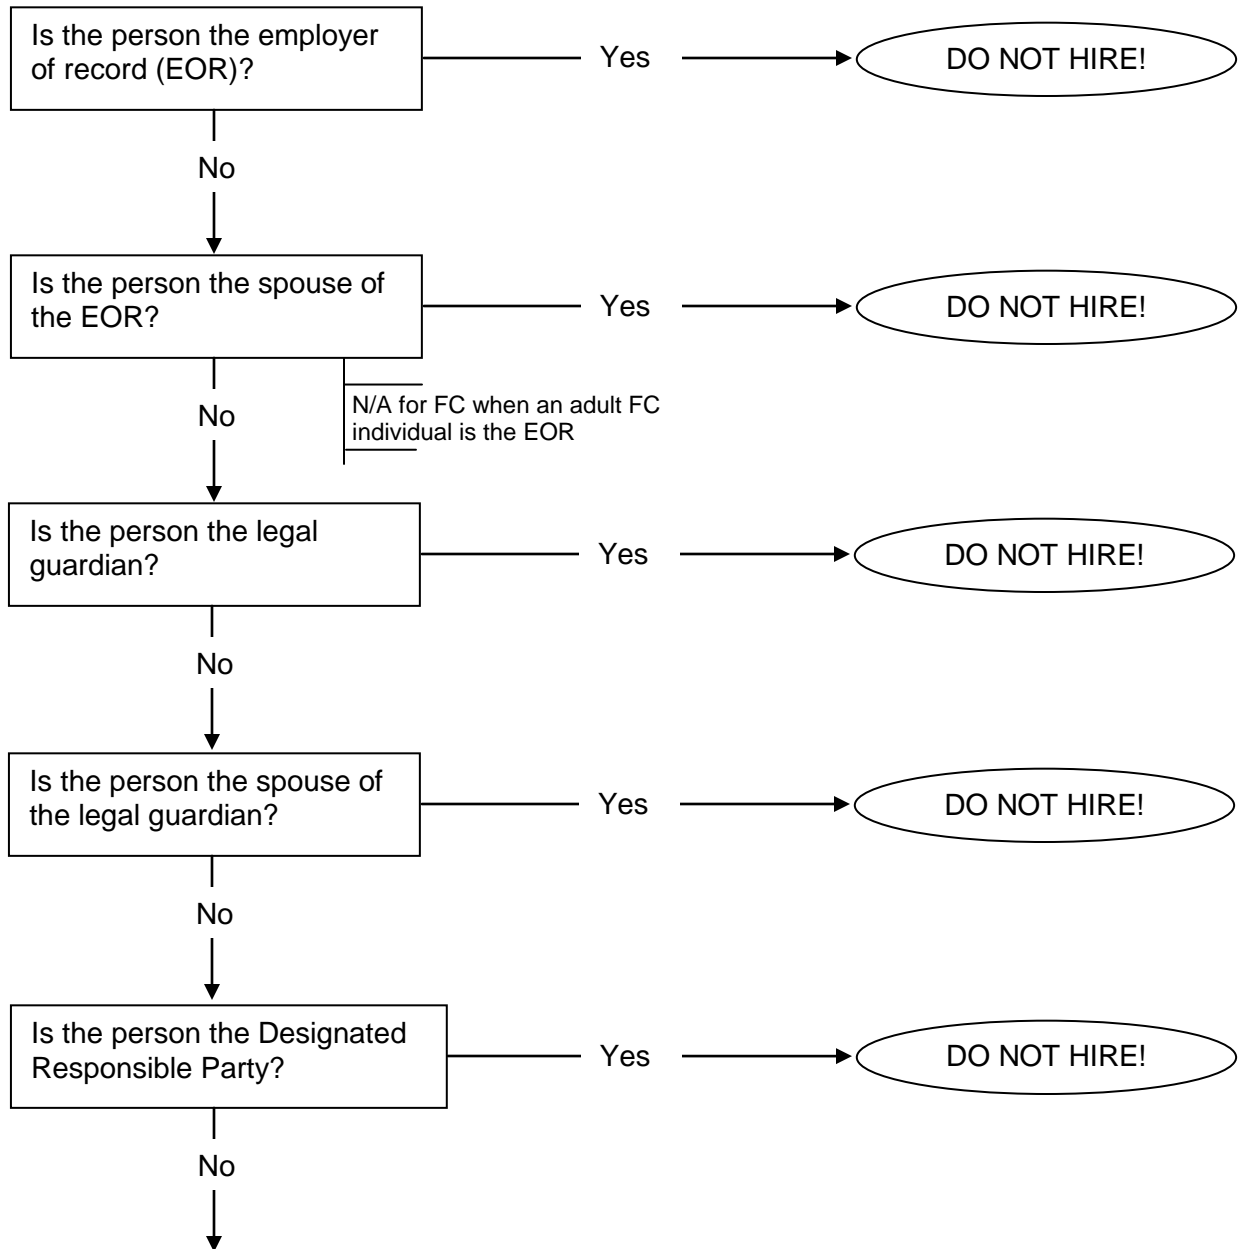 Is the person the employer
of record (EOR)?
Yes
DO NOT HIRE!
No
Is the person the spouse of
the EOR?
Yes
DO NOT HIRE!
No
N/A for FC when an adult FC
individual is the EOR
Is the person the legal
guardian?
Yes
DO NOT HIRE!
No
Is the person the spouse of
the legal guardian?
Yes
DO NOT HIRE!
No
Is the person the Designated
Responsible Party?
Yes
DO NOT HIRE!
No